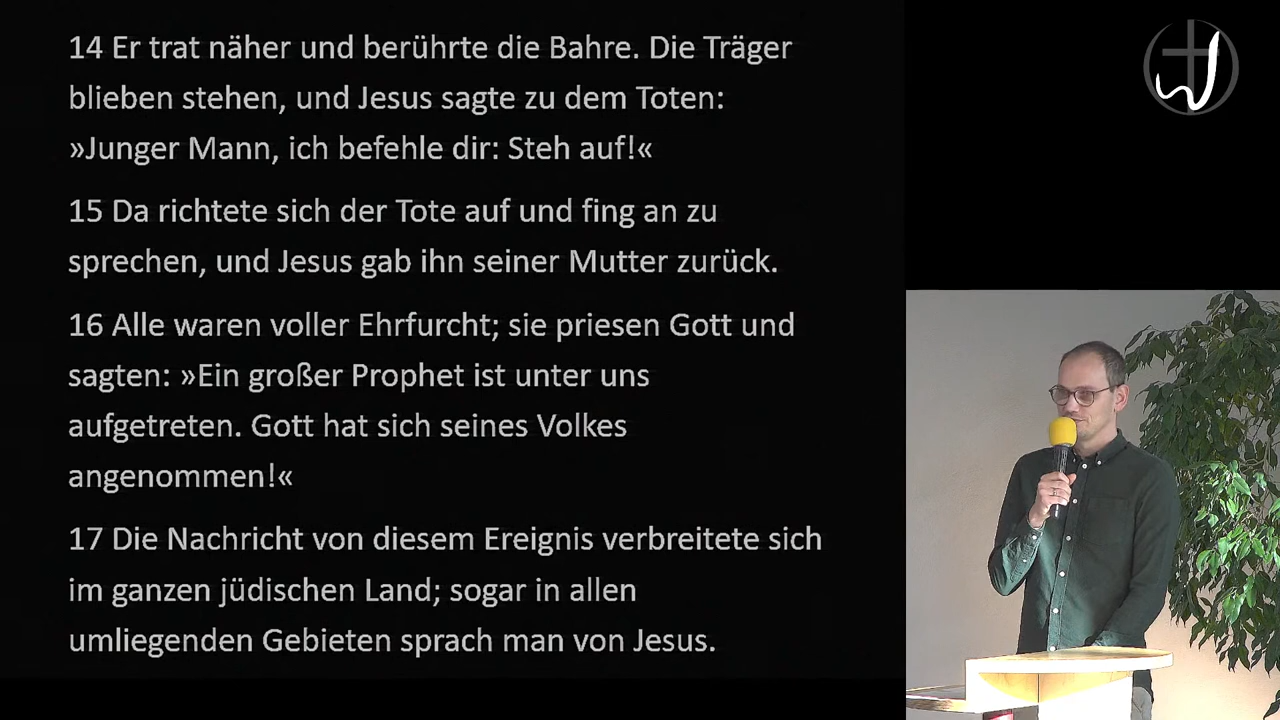 14 Er trat näher und berührte die Bahre. Die Träger
blieben stehen, und Jesus sagte zu dem Toten:
»Junger Mann, ich befehle dir: Steh auf!«
15 Da richtete sich der Tote auf und fing an zu
sprechen, und Jesus gab ihn seiner Mutter zurück.
16 Alle waren voller Ehrfurcht; sie priesen Gott und
sagten: »Ein großer Prophet ist unter uns
aufgetreten. Gott hat sich seines Volkes
angenommen!«
17 Die Nachricht von diesem Ereignis verbreitete sich
im ganzen jüdischen Land; sogar in allen
umliegenden Gebieten sprach man von Jesus.